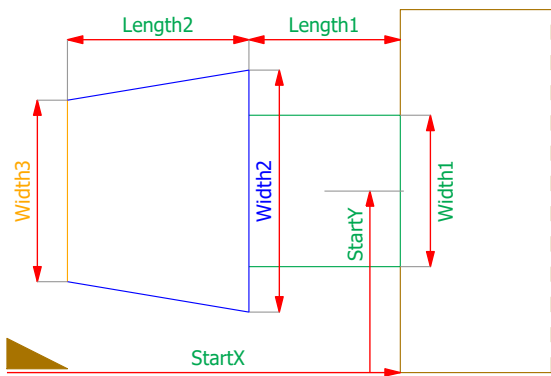 Length2
Length1
Width3
Width2
Width1
StartY
StartX